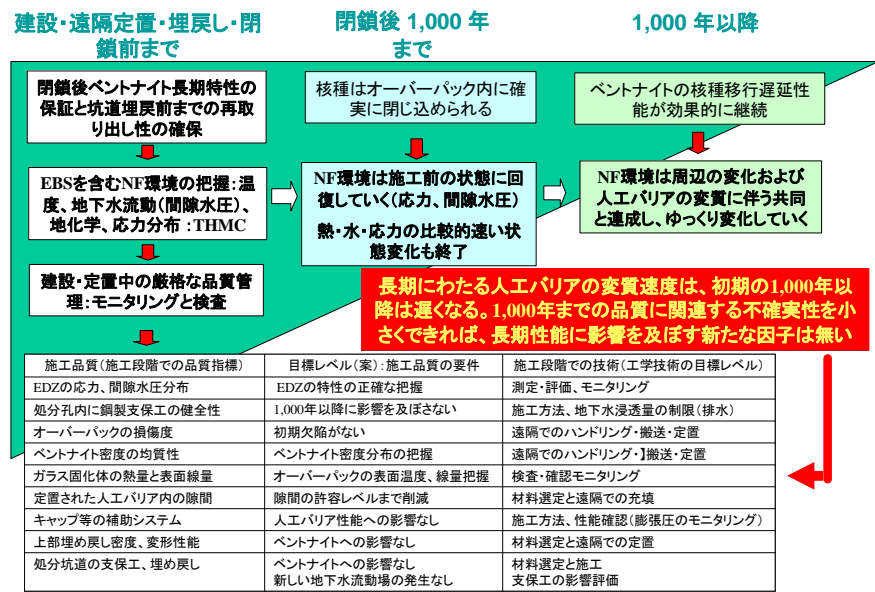 建設・遠隔定置・埋戻し・閉
鎖前まで
閉鎖後 1,000 年
まで
1,000 年以降
閉鎖後ベントナイト長期特性の
保証と坑道埋戻前までの再取
り出し性の確保
核種はオーバーパック内に確
実に閉じ込められる
ベントナイトの核種移行遅延性
能が効果的に継続
EBSを含むNF環境の把握:温
度、地下水流動(間隙水圧)、
地化学、応力分布:THMC
NF環境は施工前の状態に回
復していく(応力、間隙水圧)
熱・水・応力の比較的速い状
態変化も終了
NF環境は周辺の変化および
人工バリアの変質に伴う共同
と連成し、ゆっくり変化していく
建設・定置中の厳格な品質管
理:モニタリングと検査
長期にわたる人工バリアの変質速度は、初期の1,000年以
降は遅くなる。1,000年までの品質に関連する不確実性を小
さくできれば、長期性能に影響を及ぼす新たな因子は無い
施工品質(施工段階での品質指標) 目標レベル(案):施工品質の要件 施工段階での技術(工学技術の目標レベル)
EDZの応力、間隙水圧分布 EDZの特性の正確な把握 測定・評価、モニタリング
処分孔内に鋼製支保工の健全性 1,000年以降に影響を及ぼさない 施工方法、地下水浸透量の制限(排水)
オーバーパックの損傷度 初期欠陥がない 遠隔でのハンドリング・搬送・定置
ベントナイト密度の均質性 ベントナイト密度分布の把握 遠隔でのハンドリング・】搬送・定置
ガラス固化体の熱量と表面線量 オーバーパックの表面温度、線量把握 検査・確認モニタリング
定置された人工バリア内の隙間 隙間の許容レベルまで削減 材料選定と遠隔での充填
キャップ等の補助システム 人工バリア性能への影響なし 施工方法、性能確認(膨張圧のモニタリング)
上部埋め戻し密度、変形性能 ベントナイトへの影響なし 材料選定と遠隔での定置
処分坑道の支保工、埋め戻し ベントナイトへの影響なし 材料選定と施工
新しい地下水流動場の発生なし 支保工の影響評価